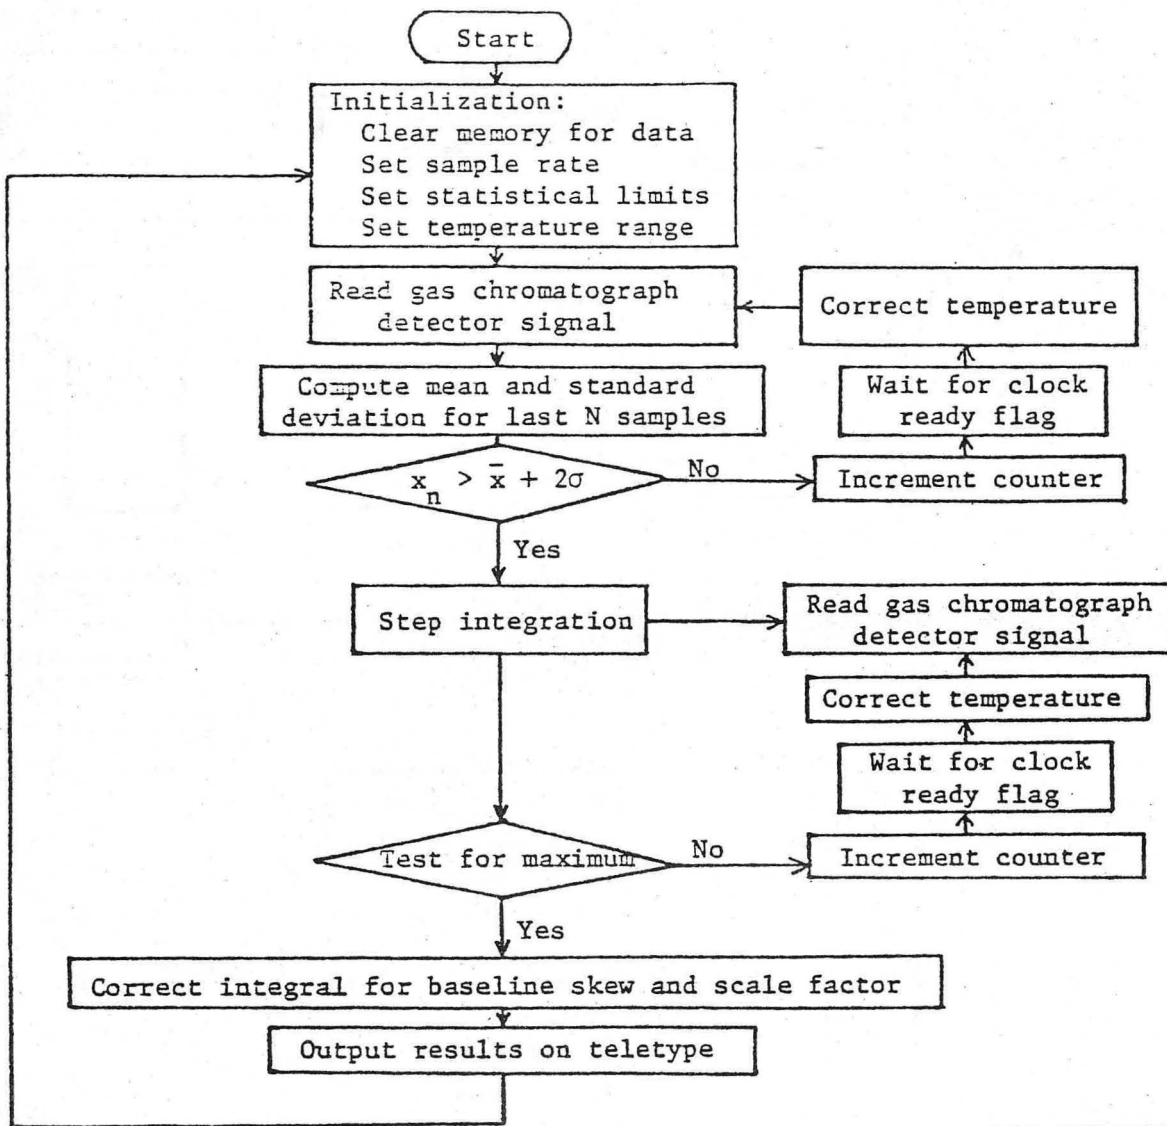 Start
Initialization:
Clear memory for data
Set sample rate
Set statistical limits
Set temperature range
Read gas chromatograph
detector signal
Correct temperature
Compute mean and standard
deviation for last N samples
Wait for clock
ready flag
xₙ > x̄ + 2σ
No
Increment counter
Yes
Step integration
Read gas chromatograph
detector signal
Correct temperature
Wait for clock
ready flag
Test for maximum
No
Increment counter
Yes
Correct integral for baseline skew and scale factor
Output results on teletype